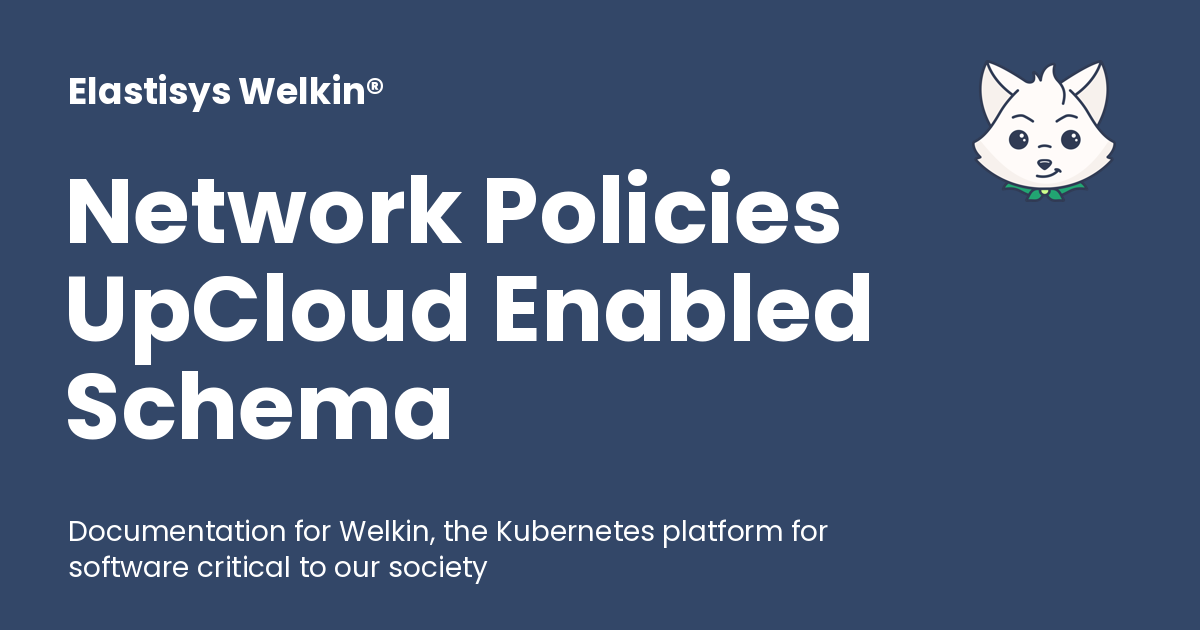 Elastisys Welkin®
Network Policies
UpCloud Enabled
Schema
Documentation for Welkin, the Kubernetes platform for
software critical to our society